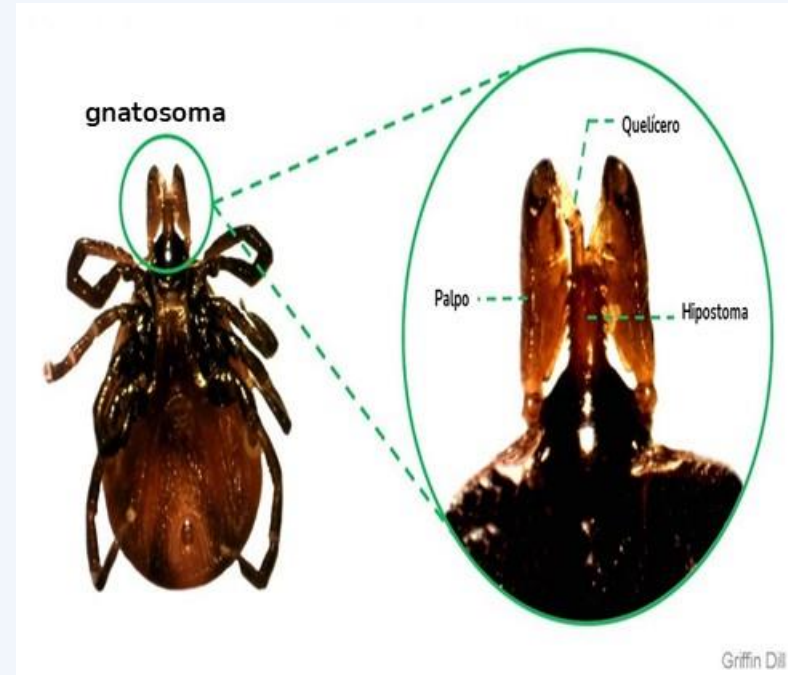 gnatosoma
Quelícero
Palpo
Hipostoma
Griffin Dill